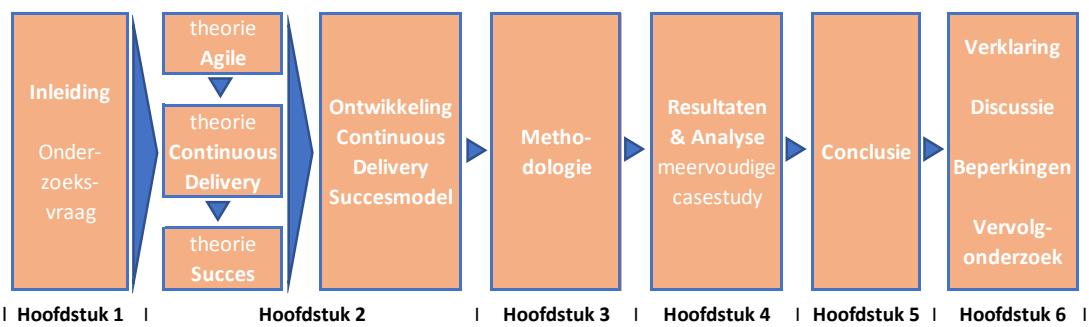 Inleiding
Onder-
zoeks-
vraag
theorie
Agile
theorie
Continuous
Delivery
theorie
Succes
Ontwikkeling
Continuous
Delivery
Succesmodel
Metho-
dologie
Resultaten
& Analyse
meervoudige
casestudy
Conclusie
Verklaring
Discussie
Beperkingen
Vervolg-
onderzoek
| Hoofdstuk 1 | Hoofdstuk 2 | Hoofdstuk 3 | Hoofdstuk 4 | Hoofdstuk 5 | Hoofdstuk 6 |